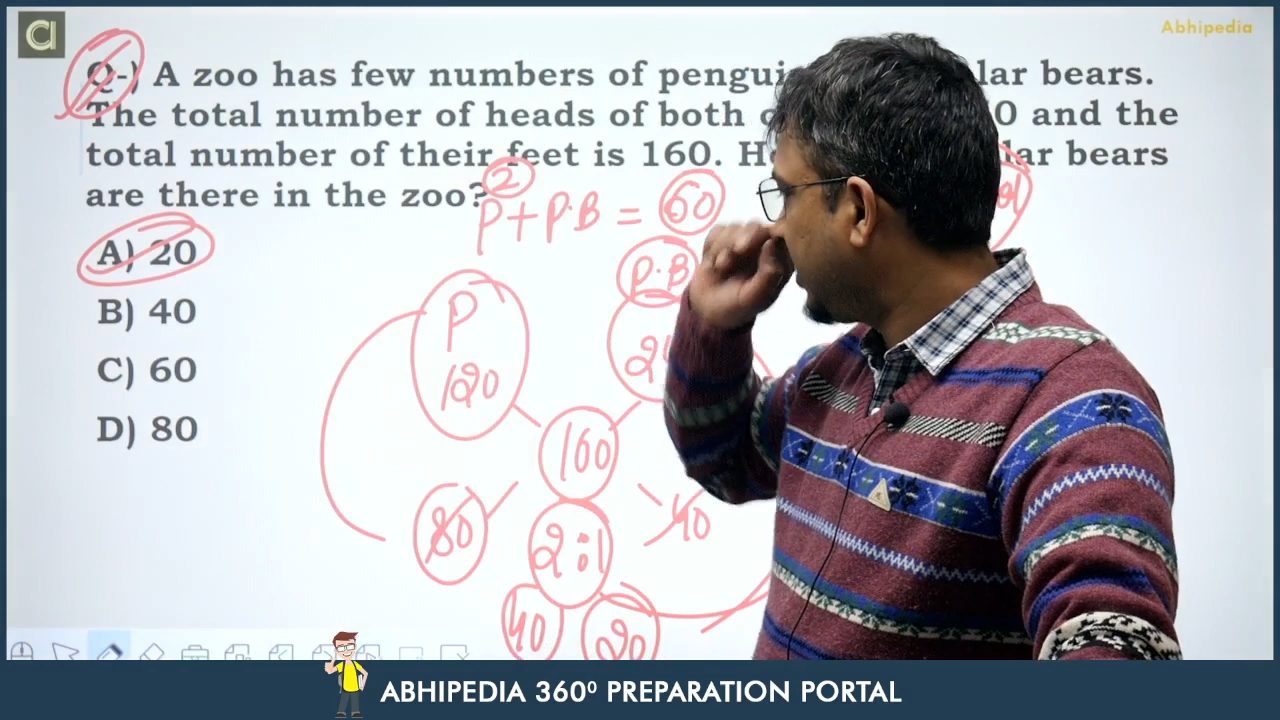 Abhipedia
Q-) A zoo has few numbers of lar bears.
The total number of heads of both 0 and the
total number of their feet is 160. lar bears
are there in the zoo?
2
P + P.B = 60
A) 20
P.B
B) 40
P
120
C) 60
D) 80
160
80
40
2:1
40 20
ABHIPEDIA 360⁰ PREPARATION PORTAL